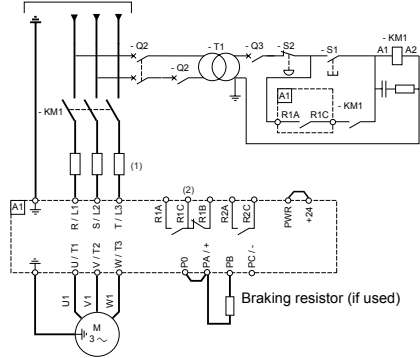 - Q2
- T1
- Q3
- S2
- S1
- KM1
A1
A2
- Q2
A1
R1A
R1C
- KM1
- KM1
(1)
A1
R / L1
S / L2
T / L3
(2)
R1A
R1C
R1B
R2A
R2C
PWR
+24
U / T1
V / T2
W / T3
P0
PA / +
PB
PC / -
U1
V1
W1
M
3 ~
Braking resistor (if used)